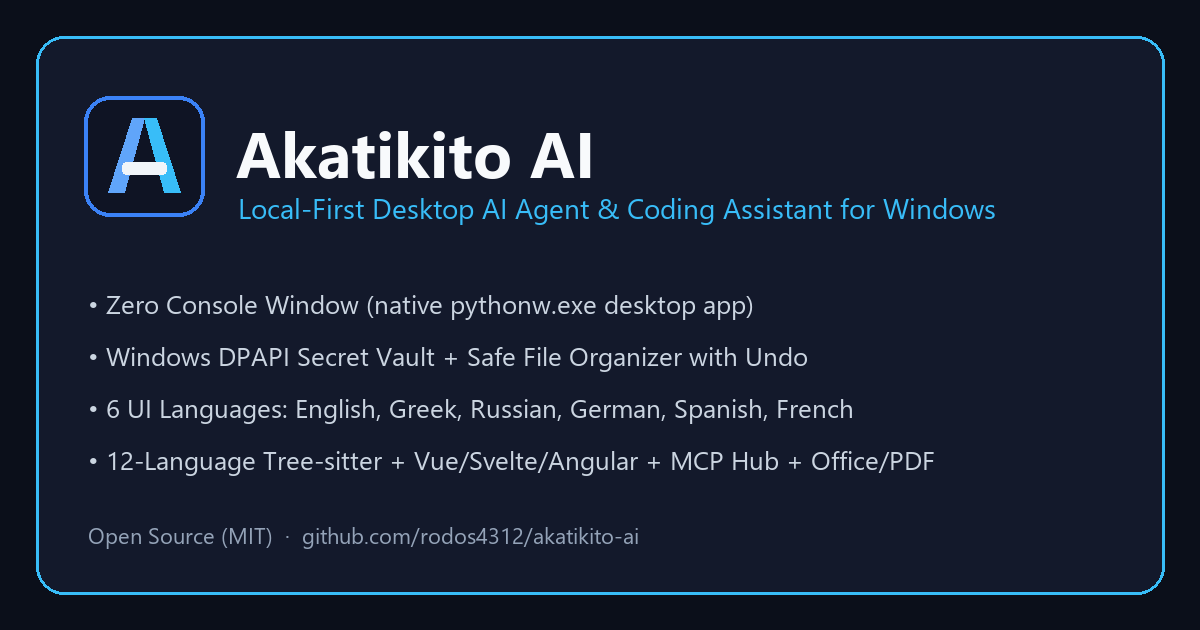 A
Akatikito AI
Local-First Desktop AI Agent & Coding Assistant for Windows
• Zero Console Window (native pythonw.exe desktop app)
• Windows DPAPI Secret Vault + Safe File Organizer with Undo
• 6 UI Languages: English, Greek, Russian, German, Spanish, French
• 12-Language Tree-sitter + Vue/Svelte/Angular + MCP Hub + Office/PDF
Open Source (MIT) · github.com/rodos4312/akatikito-ai